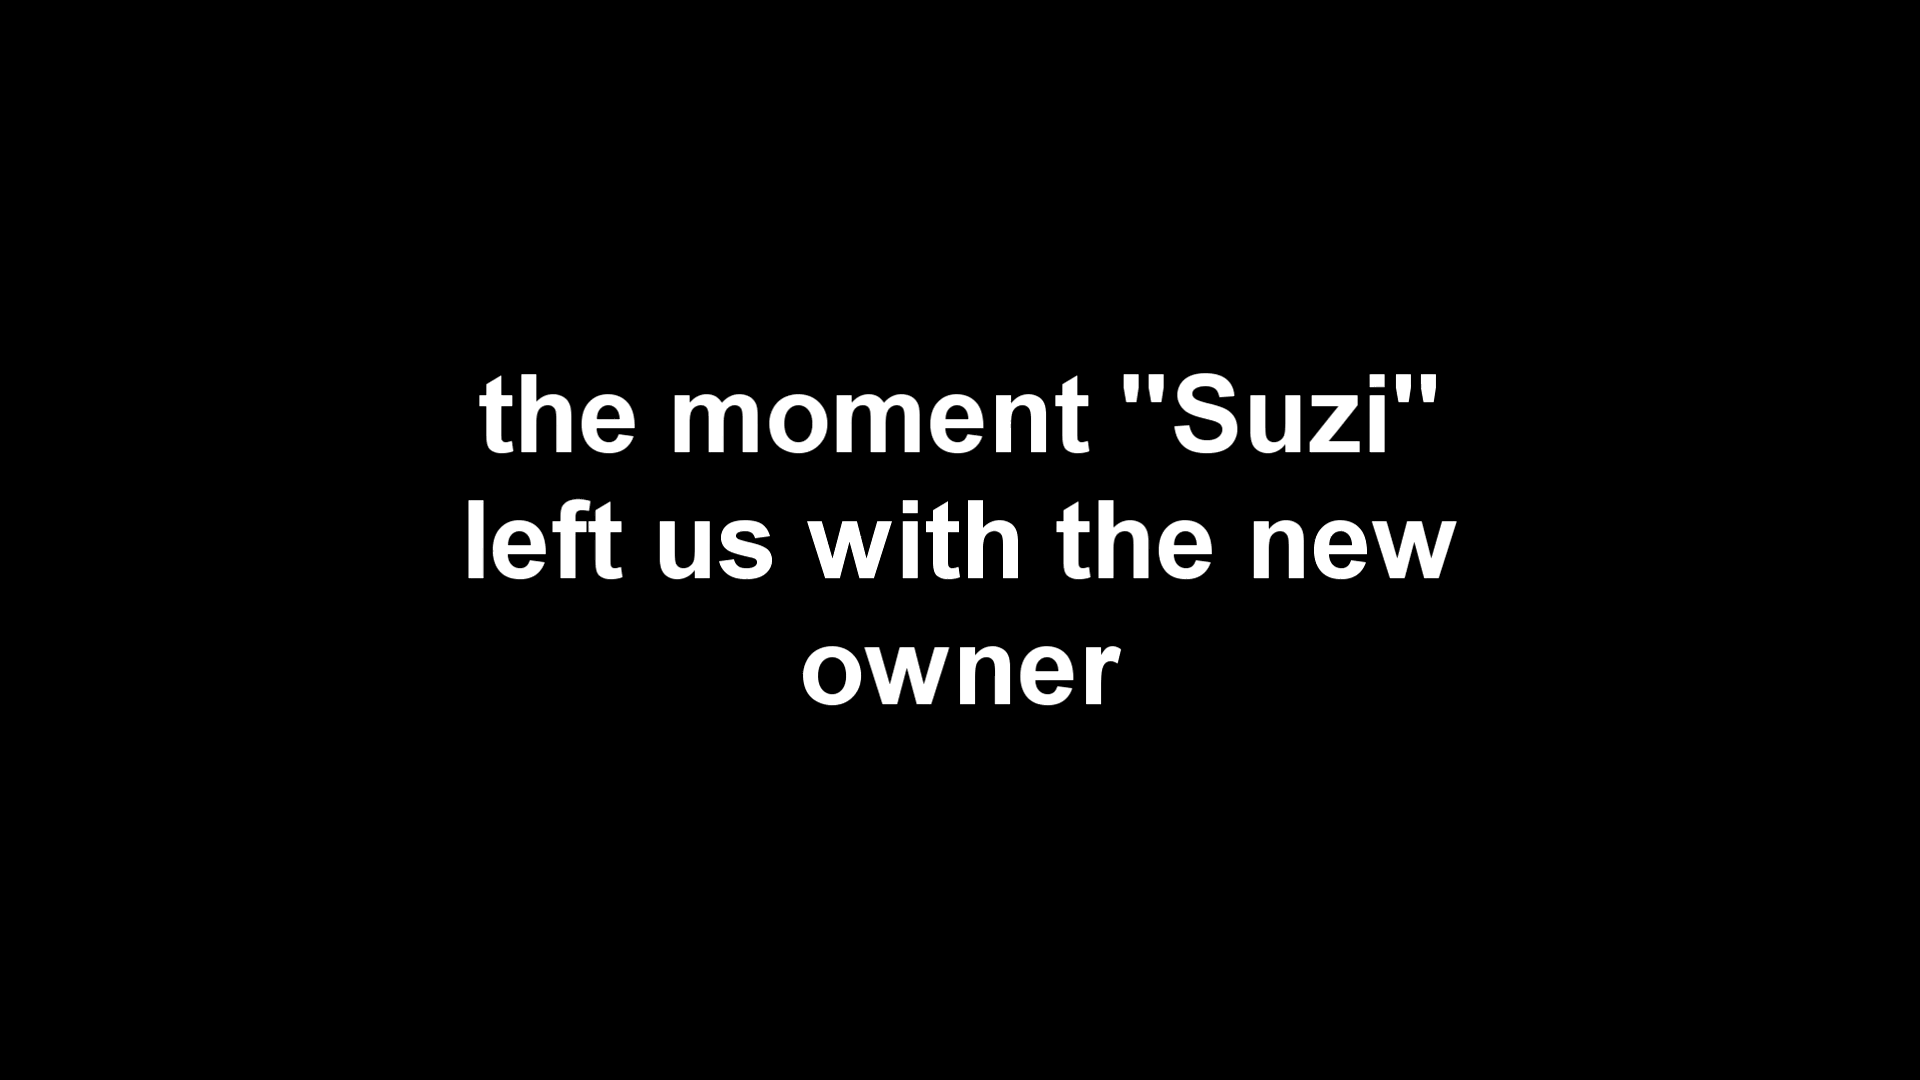 the moment "Suzi"
left us with the new
owner